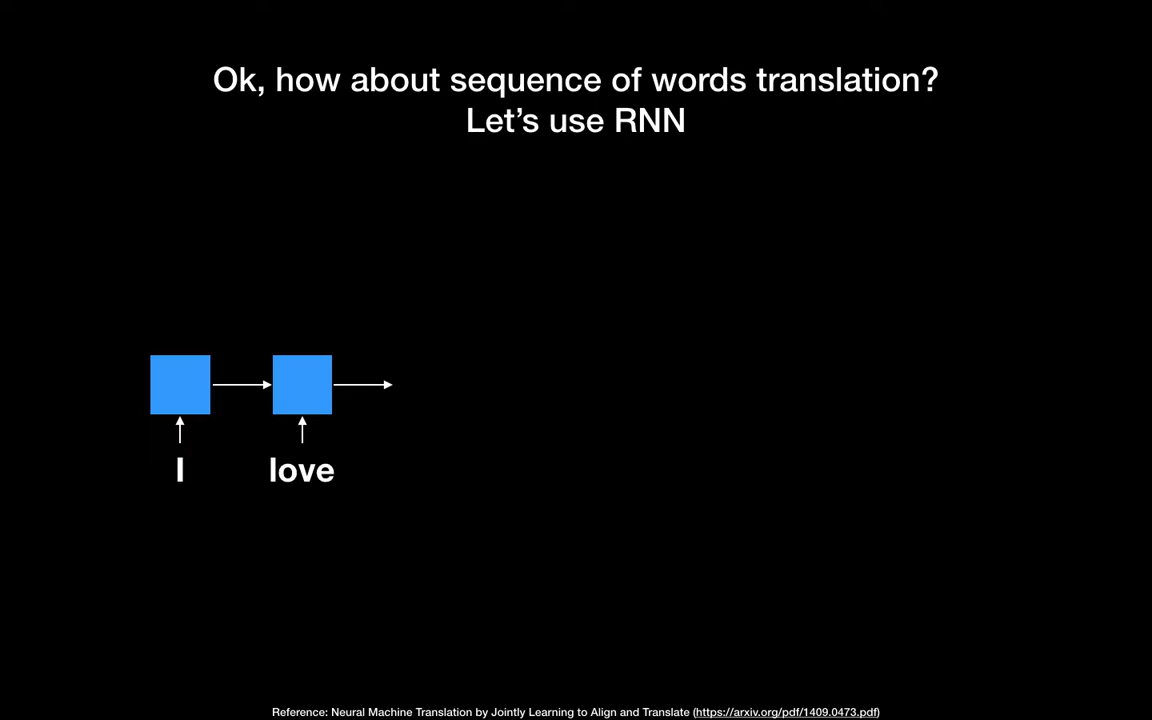 Ok, how about sequence of words translation?
Let’s use RNN
I
love
Reference: Neural Machine Translation by Jointly Learning to Align and Translate (https://arxiv.org/pdf/1409.0473.pdf)